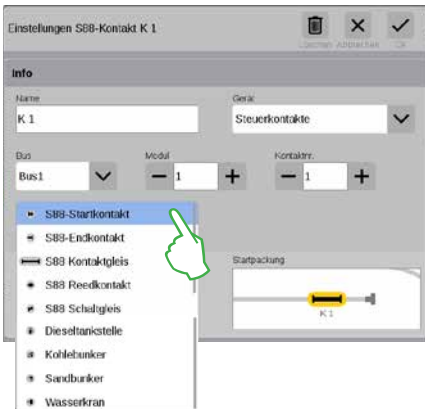 Einstellungen S88-Kontakt K 1
Löschen Abbrechen Ok
Info
Name Gerät
K 1 Steuerkontakte
Bus Modul Kontaktnr.
Bus1 1 1
S88-Startkontakt
S88-Endkontakt
S88 Kontaktgleis Startpackung
S88 Reedkontakt
S88 Schaltgleis
K 1
Dieseltankstelle
Kohlebunker
Sandbunker
Wasserkran